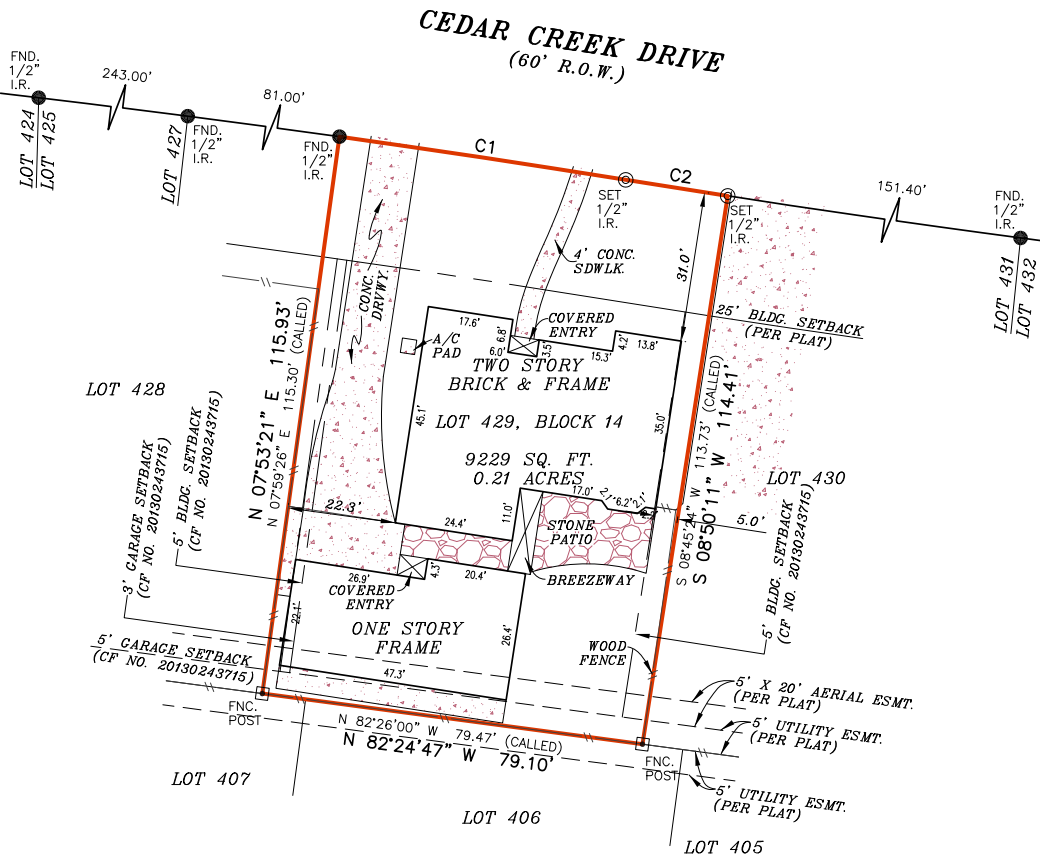 CEDAR CREEK DRIVE
(60' R.O.W.)
FND.
1/2"
I.R.
243.00'
81.00'
LOT 424
LOT 425
LOT 427
FND.
1/2"
I.R.
FND.
1/2"
I.R.
C1
C2
SET
1/2"
I.R.
SET
1/2"
I.R.
151.40'
FND.
1/2"
I.R.
LOT 431
LOT 432
31.0'
4' CONC.
SDWLK.
CONC.
DRVWY.
25' BLDG. SETBACK
(PER PLAT)
COVERED
ENTRY
A/C
PAD
17.6'
6.8'
6.0'
3.5'
15.3'
4.2'
13.8'
TWO STORY
BRICK & FRAME
LOT 429, BLOCK 14
9229 SQ. FT.
0.21 ACRES
45.1'
35.0'
LOT 428
LOT 430
N 07°53'21" E 115.93'
N 07°59'26" E 115.30' (CALLED)
S 08°45'24" W 113.73' (CALLED)
S 08°50'11" W 114.41'
3' GARAGE SETBACK
(CF NO. 20130243715)
5' BLDG. SETBACK
(CF NO. 20130243715)
5' BLDG. SETBACK
(CF NO. 20130243715)
5.0'
22.3'
24.4'
11.0'
17.0'
2.1'
6.2'
2.1'
STONE
PATIO
BREEZEWAY
26.9'
4.3'
20.4'
COVERED
ENTRY
22.1'
ONE STORY
FRAME
26.4'
47.3'
WOOD
FENCE
5' GARAGE SETBACK
(CF NO. 20130243715)
5' X 20' AERIAL ESMT.
(PER PLAT)
5' UTILITY ESMT.
(PER PLAT)
5' UTILITY ESMT.
(PER PLAT)
FNC.
POST
FNC.
POST
N 82°26'00" W 79.47' (CALLED)
N 82°24'47" W 79.10'
LOT 407
LOT 406
LOT 405